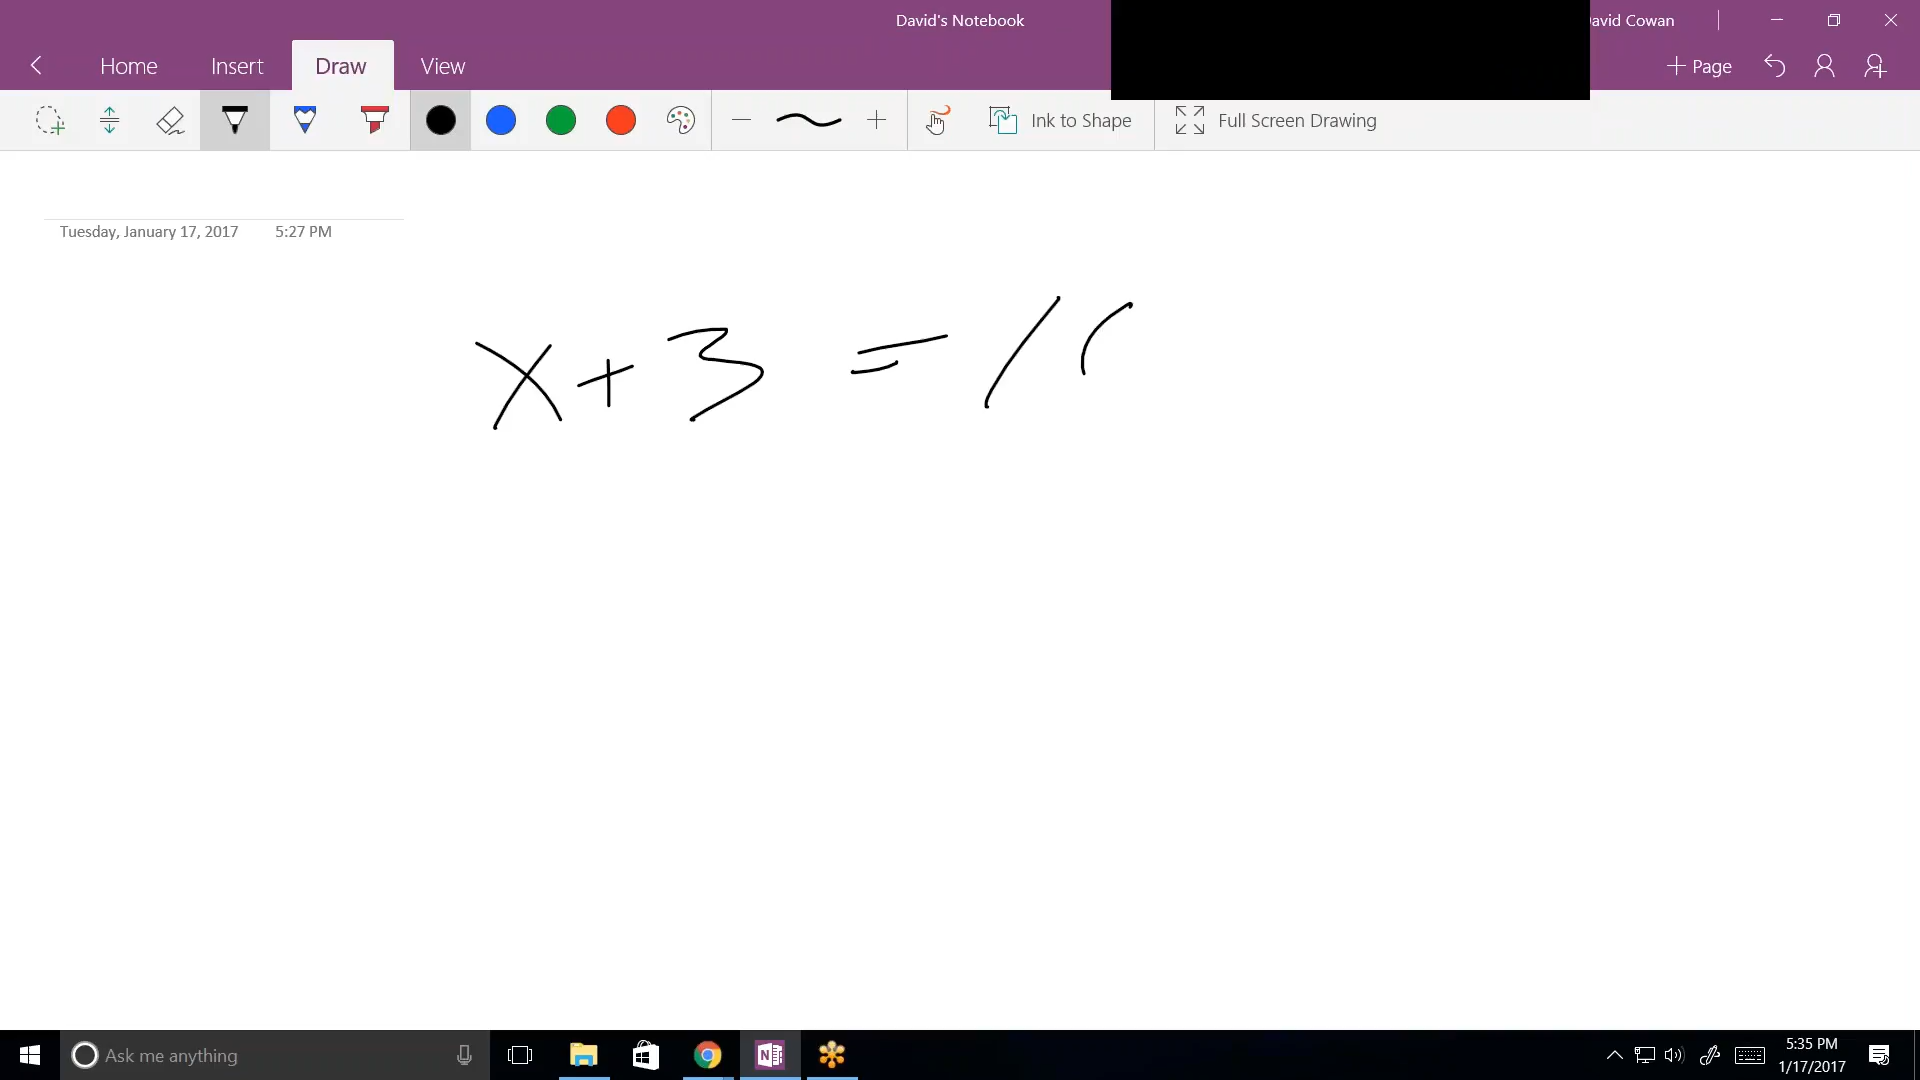 David's Notebook
avid Cowan
Home Insert Draw View
Page
Ink to Shape Full Screen Drawing
Tuesday, January 17, 2017 5:27 PM
x+3 = 1(
Ask me anything
N
5:35 PM
1/17/2017